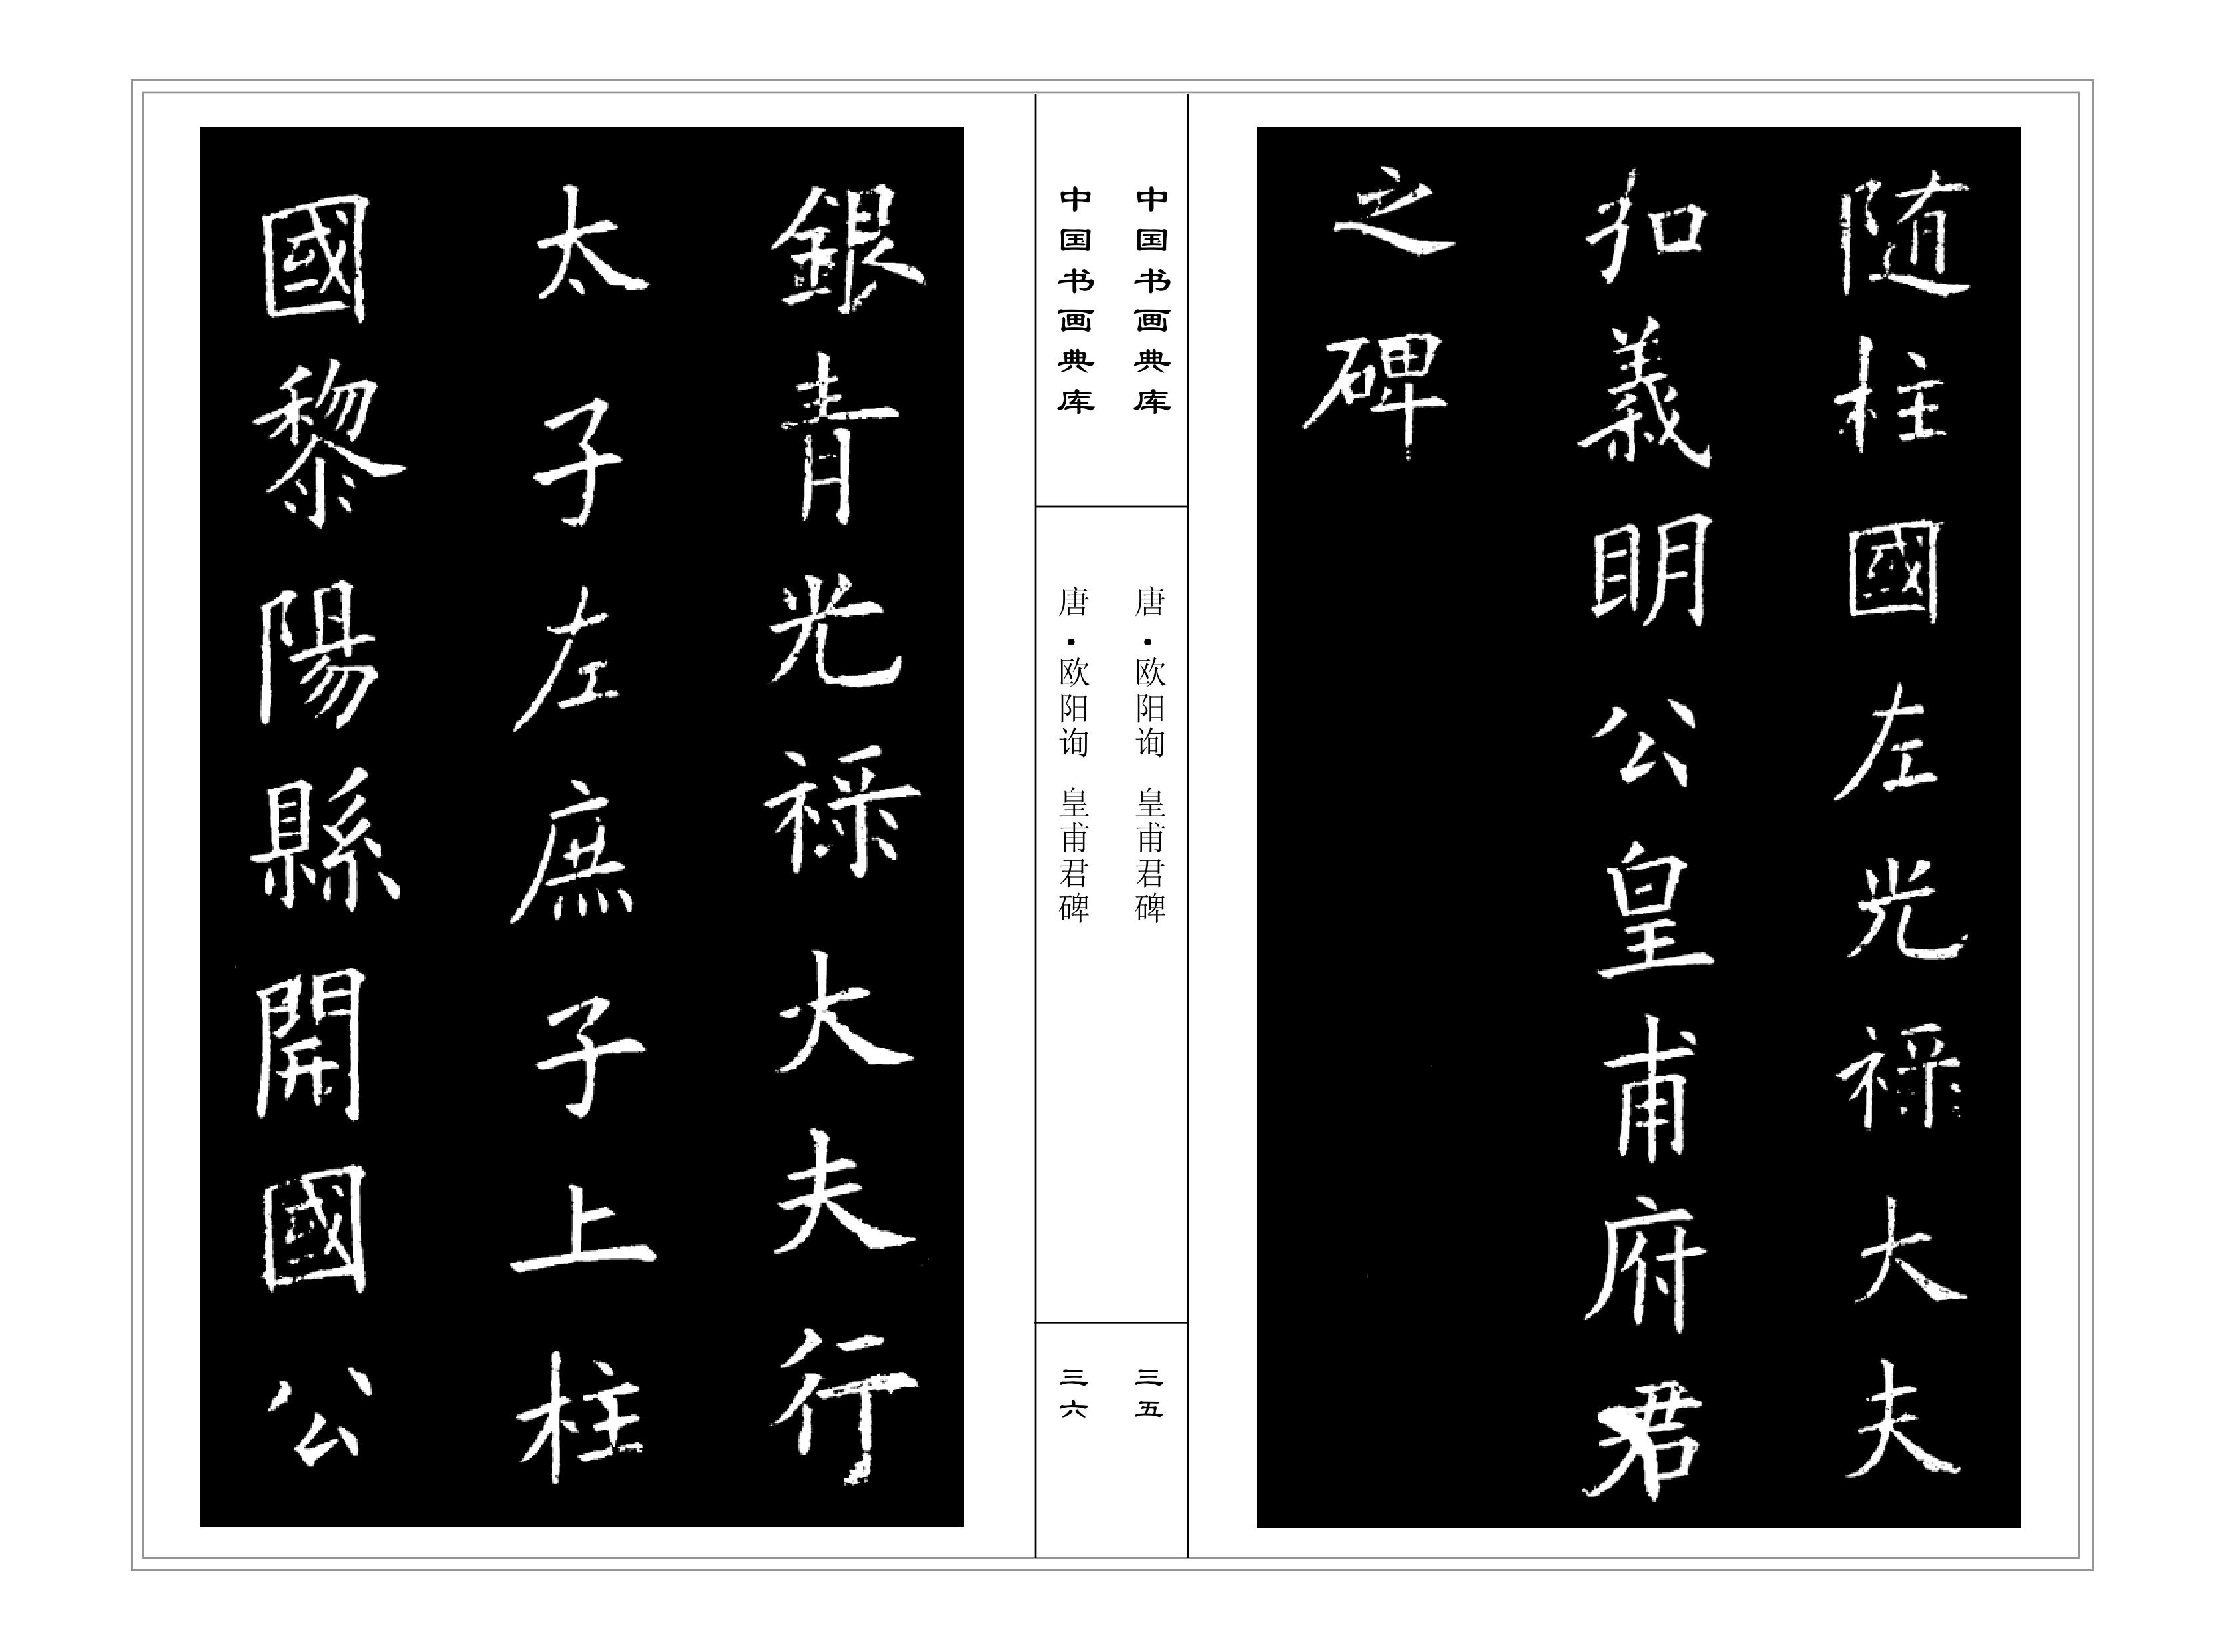 随柱國左光禄大夫
弘義明公皇甫府君
之碑
中国书画典库
唐·欧阳询 皇甫君碑
三五
中国书画典库
唐·欧阳询 皇甫君碑
三六
銀青光禄大夫行
太子左庶子上柱
國黎陽縣開國公